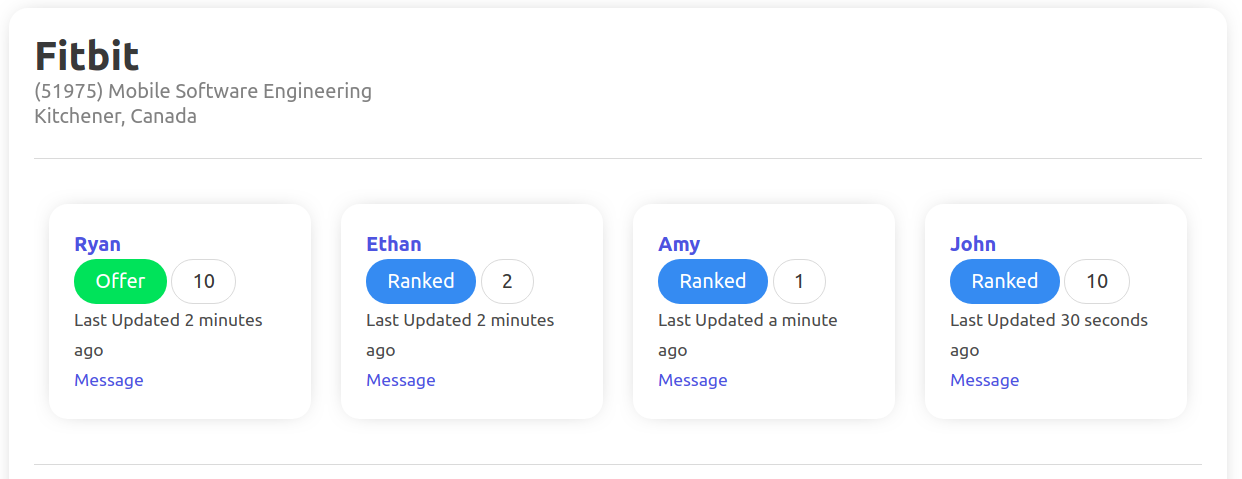 Fitbit
(51975) Mobile Software Engineering
Kitchener, Canada
Ryan
Offer 10
Last Updated 2 minutes
ago
Message
Ethan
Ranked 2
Last Updated 2 minutes
ago
Message
Amy
Ranked 1
Last Updated a minute
ago
Message
John
Ranked 10
Last Updated 30 seconds
ago
Message